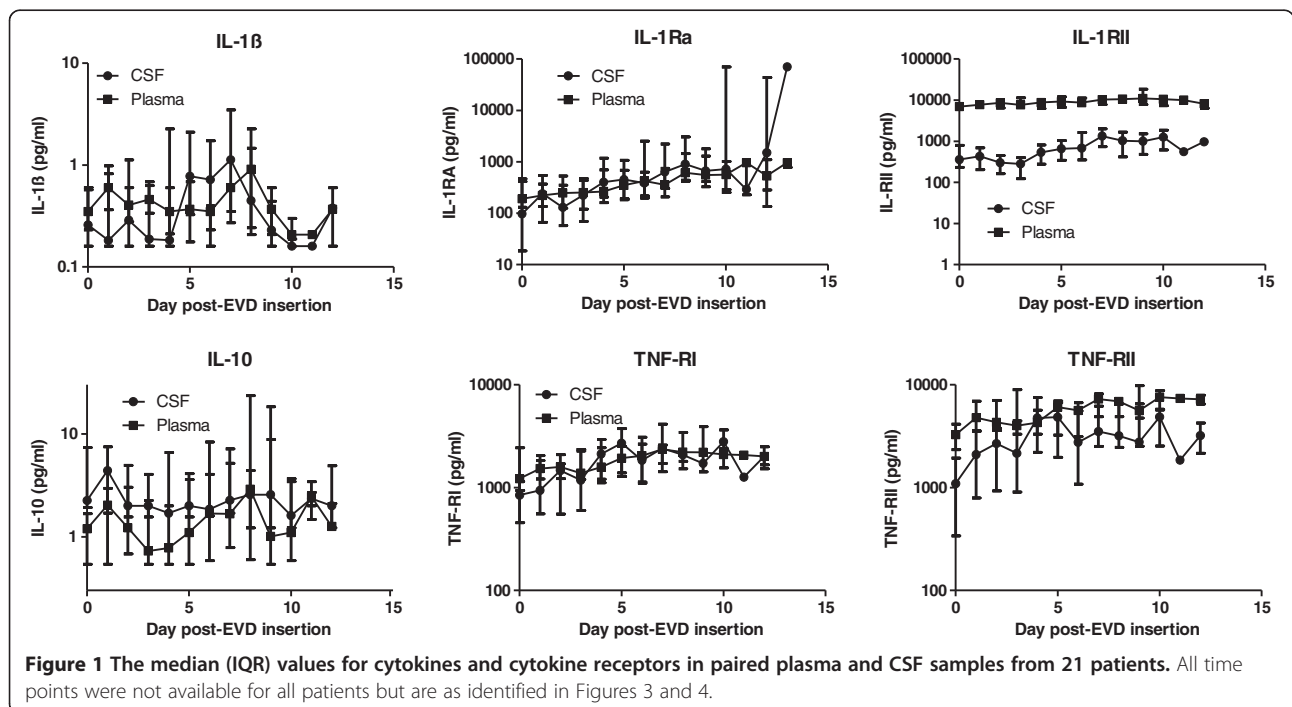 IL-1ß
10
1
0.1
IL-1ß (pg/ml)
CSF
Plasma
0 5 10 15
Day post-EVD insertion
IL-1Ra
100000
10000
1000
100
10
IL-1RA (pg/ml)
CSF
Plasma
0 5 10 15
Day post-EVD insertion
IL-1RII
100000
10000
1000
100
10
1
IL-RII (pg/ml)
CSF
Plasma
0 5 10 15
Day post-EVD insertion
IL-10
10
1
IL-10 (pg/ml)
CSF
Plasma
0 5 10 15
Day post-EVD insertion
TNF-RI
10000
1000
100
TNF-RI (pg/ml)
CSF
Plasma
0 5 10 15
Day post-EVD insertion
TNF-RII
10000
1000
100
TNF-RII (pg/ml)
0 5 10 15
Day post-EVD insertion
Figure 1 The median (IQR) values for cytokines and cytokine receptors in paired plasma and CSF samples from 21 patients. All time
points were not available for all patients but are as identified in Figures 3 and 4.